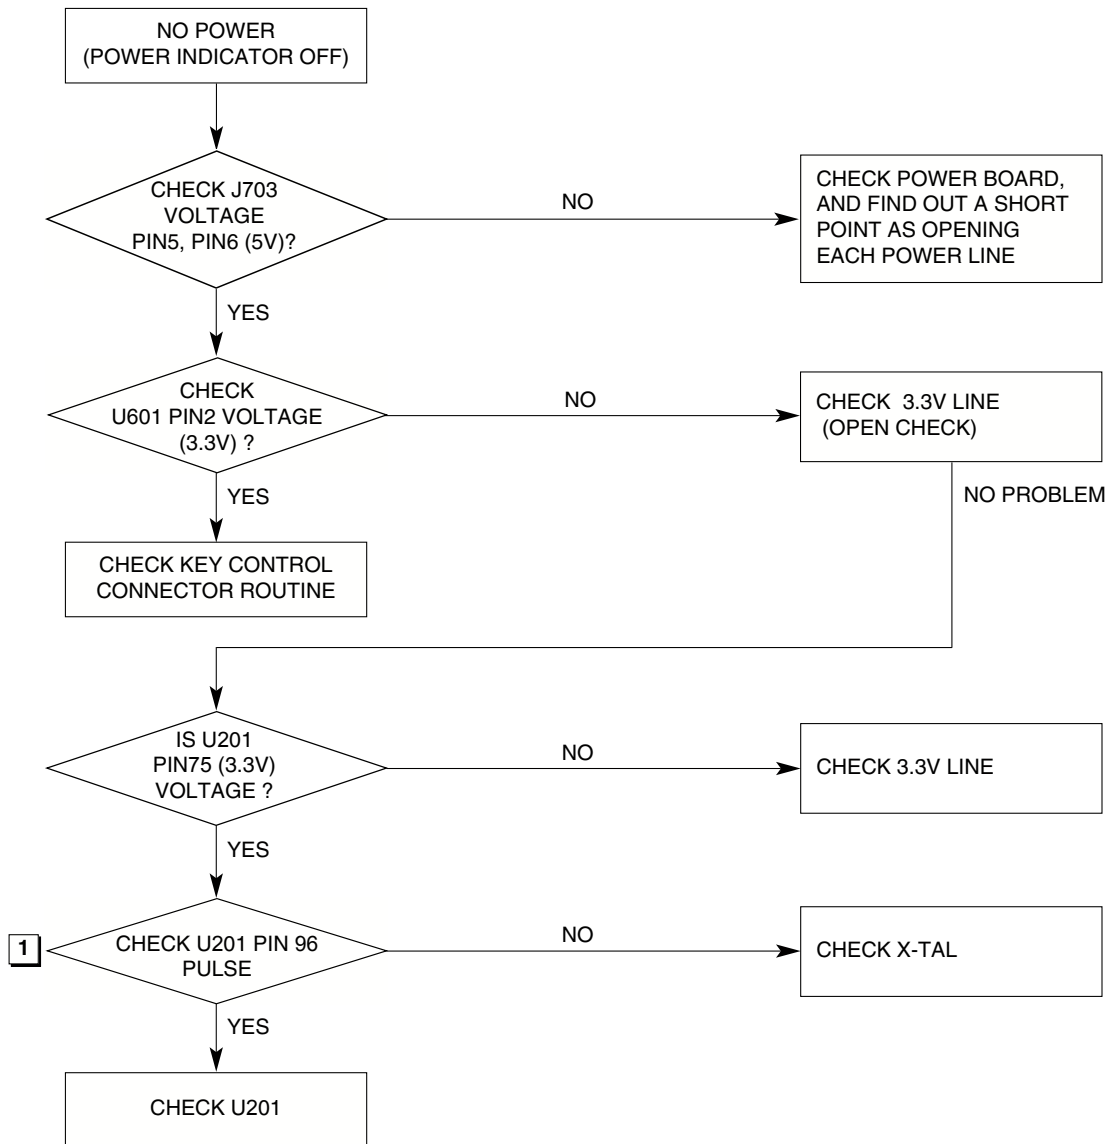 NO POWER
(POWER INDICATOR OFF)
CHECK J703
VOLTAGE
PIN5, PIN6 (5V)?
NO
CHECK POWER BOARD,
AND FIND OUT A SHORT
POINT AS OPENING
EACH POWER LINE
YES
CHECK
U601 PIN2 VOLTAGE
(3.3V) ?
NO
CHECK 3.3V LINE
(OPEN CHECK)
YES
NO PROBLEM
CHECK KEY CONTROL
CONNECTOR ROUTINE
IS U201
PIN75 (3.3V)
VOLTAGE ?
NO
CHECK 3.3V LINE
YES
1
CHECK U201 PIN 96
PULSE
NO
CHECK X-TAL
YES
CHECK U201